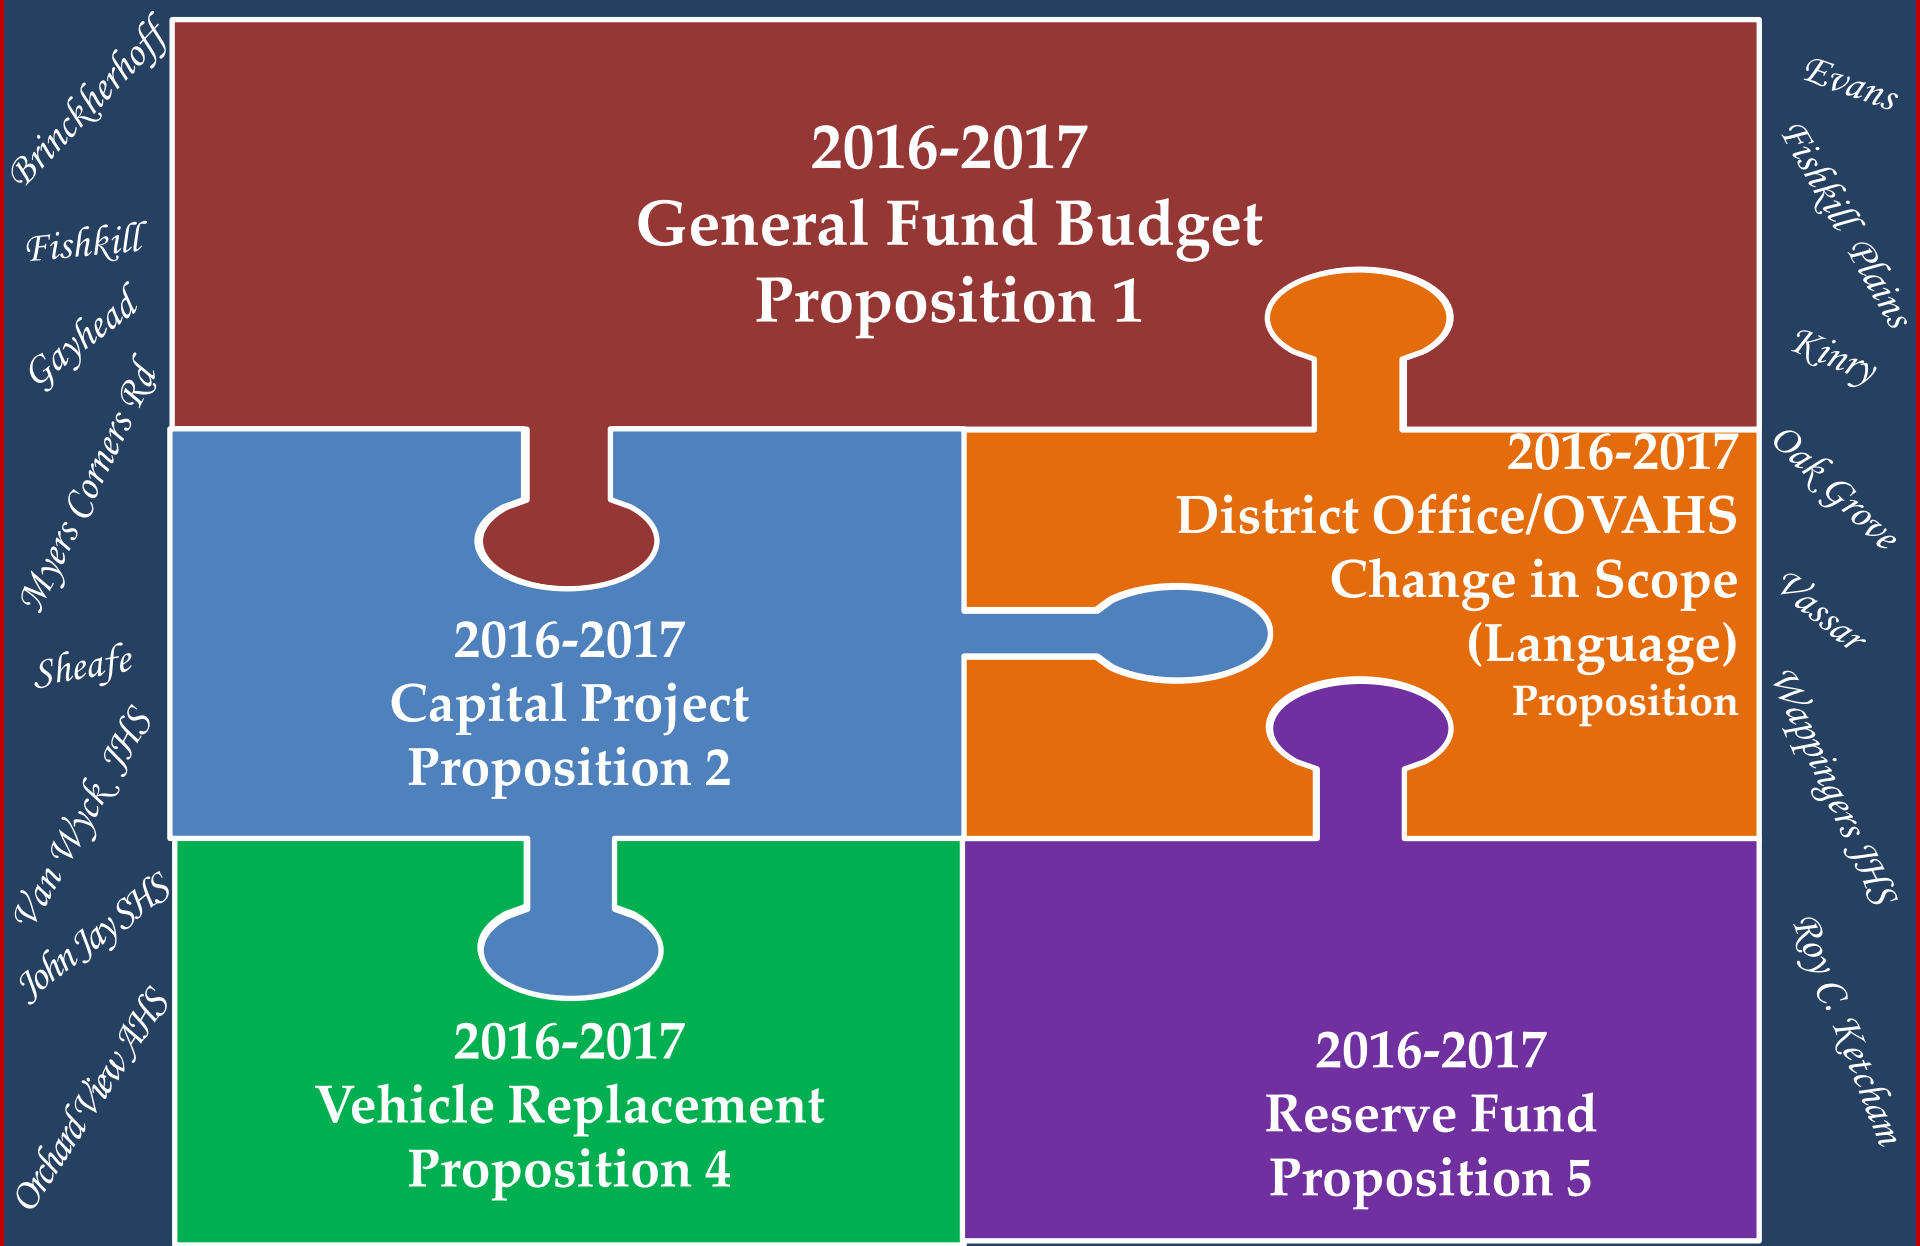 Brinckherhoff
Fishkill
Gayhead
Myers Corners Rd
Sheafe
Van Wyck JHS
John Jay SHS
Orchard View AHS
2016-2017
General Fund Budget
Proposition 1
2016-2017
Capital Project
Proposition 2
2016-2017
District Office/OVAHS
Change in Scope
(Language)
Proposition
2016-2017
Vehicle Replacement
Proposition 4
2016-2017
Reserve Fund
Proposition 5
Evans
Fishkill Plains
Kinry
Oak Grove
Vassar
Wappingers JHS
Roy C. Ketcham